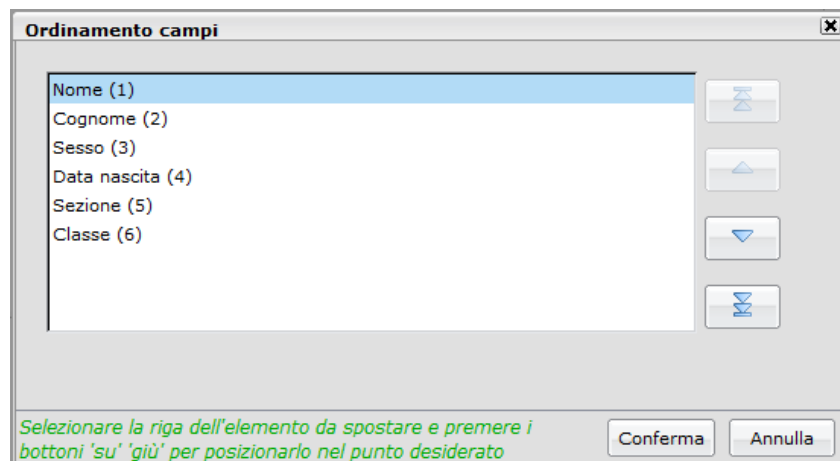 Ordinamento campi
Nome (1)
Cognome (2)
Sesso (3)
Data nascita (4)
Sezione (5)
Classe (6)
Selezionare la riga dell'elemento da spostare e premere i
bottoni 'su' 'giù' per posizionarlo nel punto desiderato
Conferma
Annulla